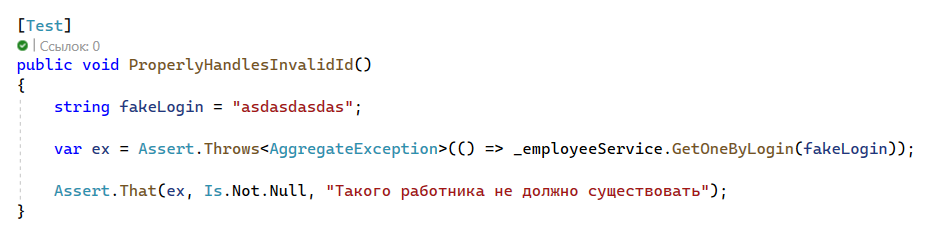 [Test]
| Ссылок: 0
public void ProperlyHandlesInvalidId()
{
string fakeLogin = "asdasdasdas";
var ex = Assert.Throws<AggregateException>(() => _employeeService.GetOneByLogin(fakeLogin));
Assert.That(ex, Is.Not.Null, "Такого работника не должно существовать");
}